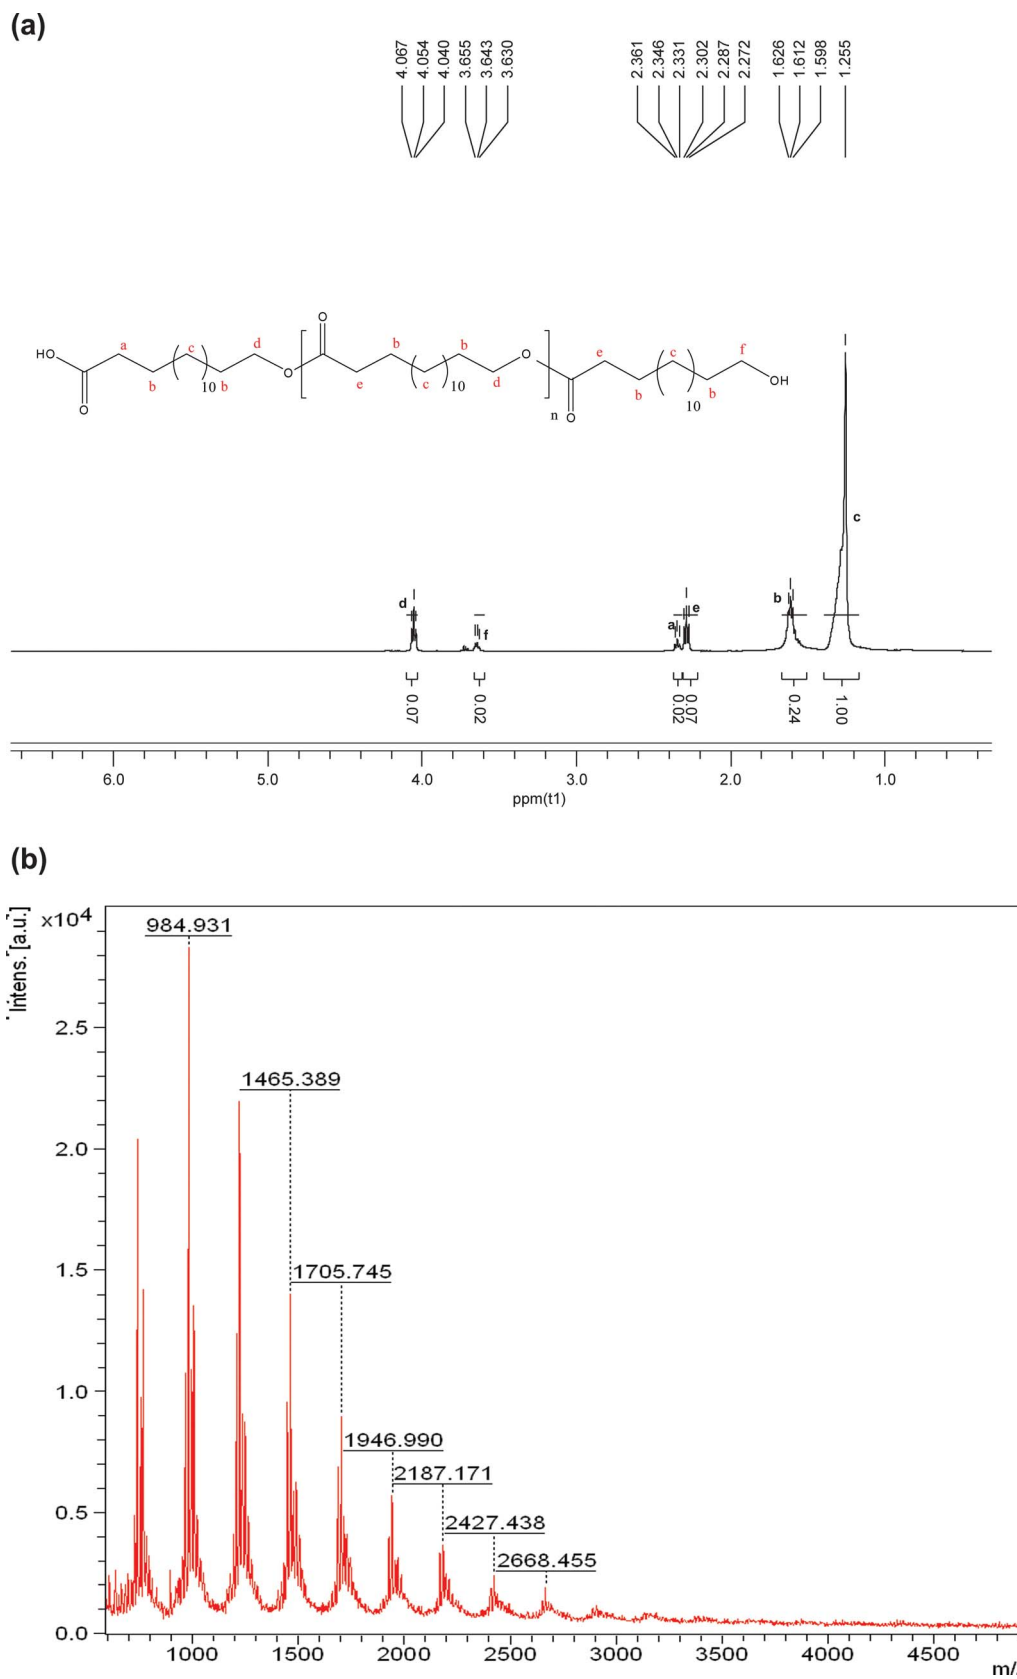 (a)
4.067
4.054
4.040
3.655
3.643
3.630
2.361
2.346
2.331
2.302
2.287
2.272
1.626
1.612
1.598
1.255
O
a c d b b e c f
HO O O
b 10 b e c 10 d b b OH
O n O 10
c
d f a e b
0.07
0.02
0.02
0.07
0.24
1.00
6.0 5.0 4.0 3.0 2.0 1.0
ppm(t1)
(b)
Intens. [a.u.]
x10⁴
984.931
2.5
1465.389
2.0
1.5
1705.745
1.0
1946.990
2187.171
0.5
2427.438
2668.455
0.0
1000 1500 2000 2500 3000 3500 4000 4500
m/